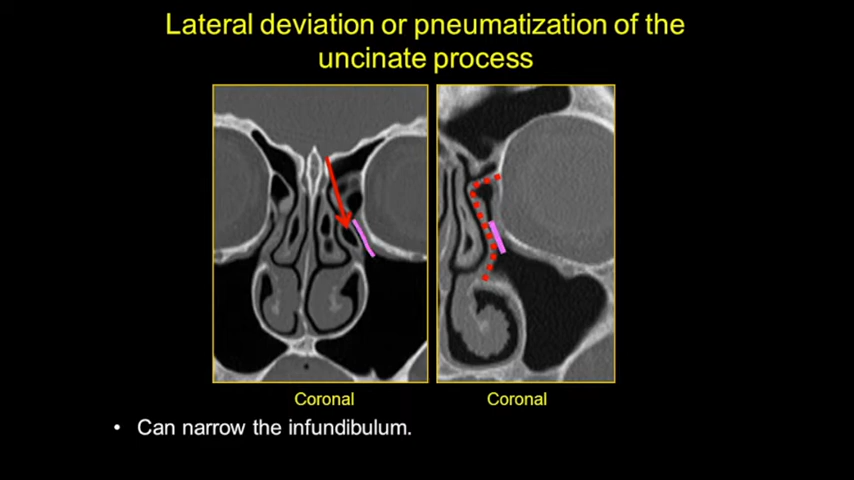 Lateral deviation or pneumatization of the
uncinate process
Coronal
Coronal
• Can narrow the infundibulum.